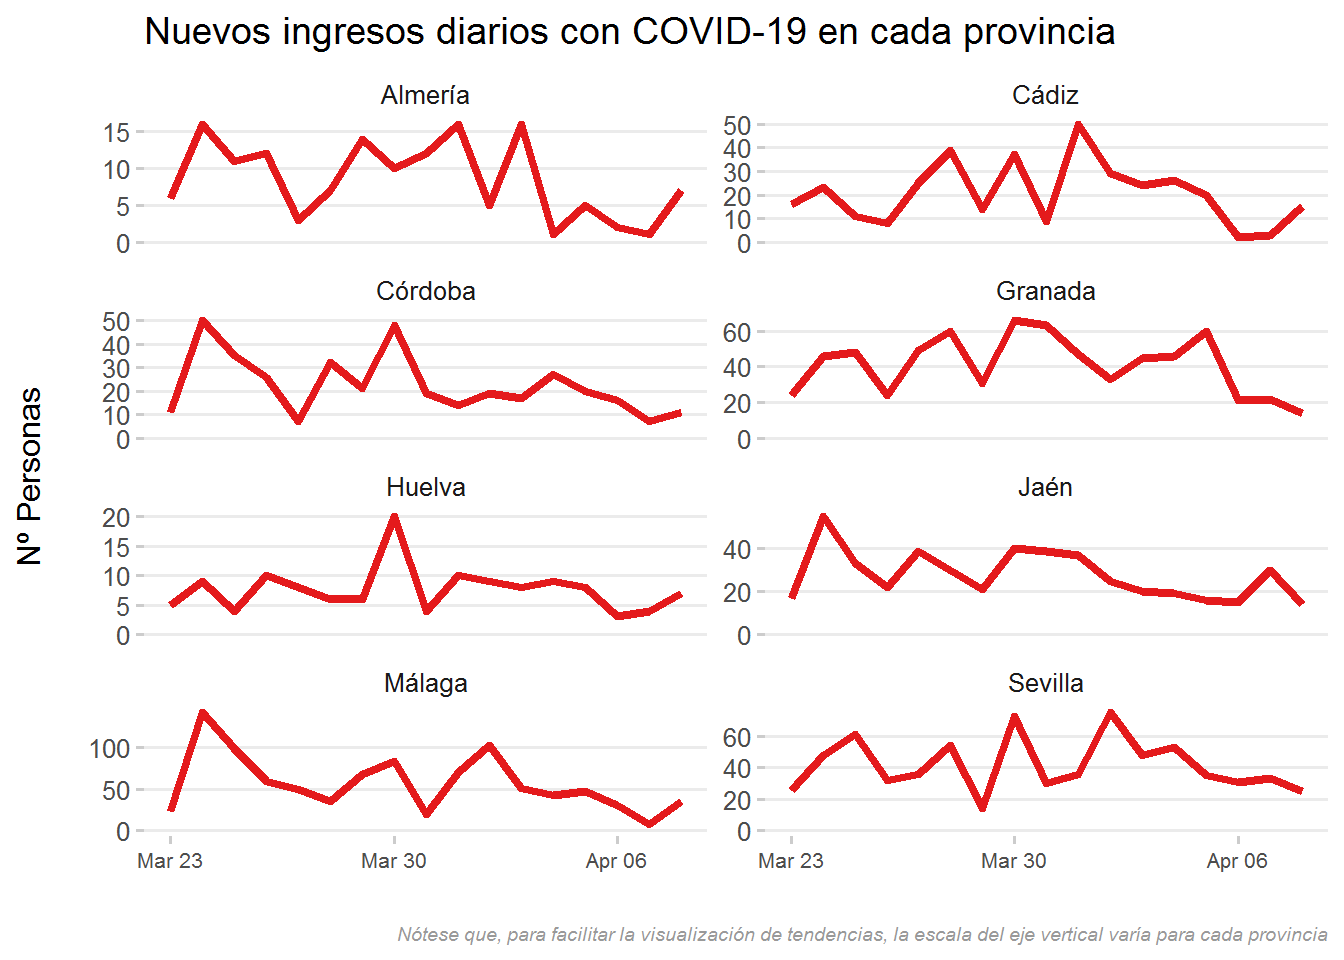 Nuevos ingresos diarios con COVID-19 en cada provincia
Nº Personas
Almería
15
10
5
0
Cádiz
50
40
30
20
10
0
Córdoba
50
40
30
20
10
0
Granada
60
40
20
0
Huelva
20
15
10
5
0
Jaén
40
20
0
Málaga
100
50
0
Sevilla
60
40
20
0
Mar 23 Mar 30 Apr 06
Mar 23 Mar 30 Apr 06
Nótese que, para facilitar la visualización de tendencias, la escala del eje vertical varía para cada provincia